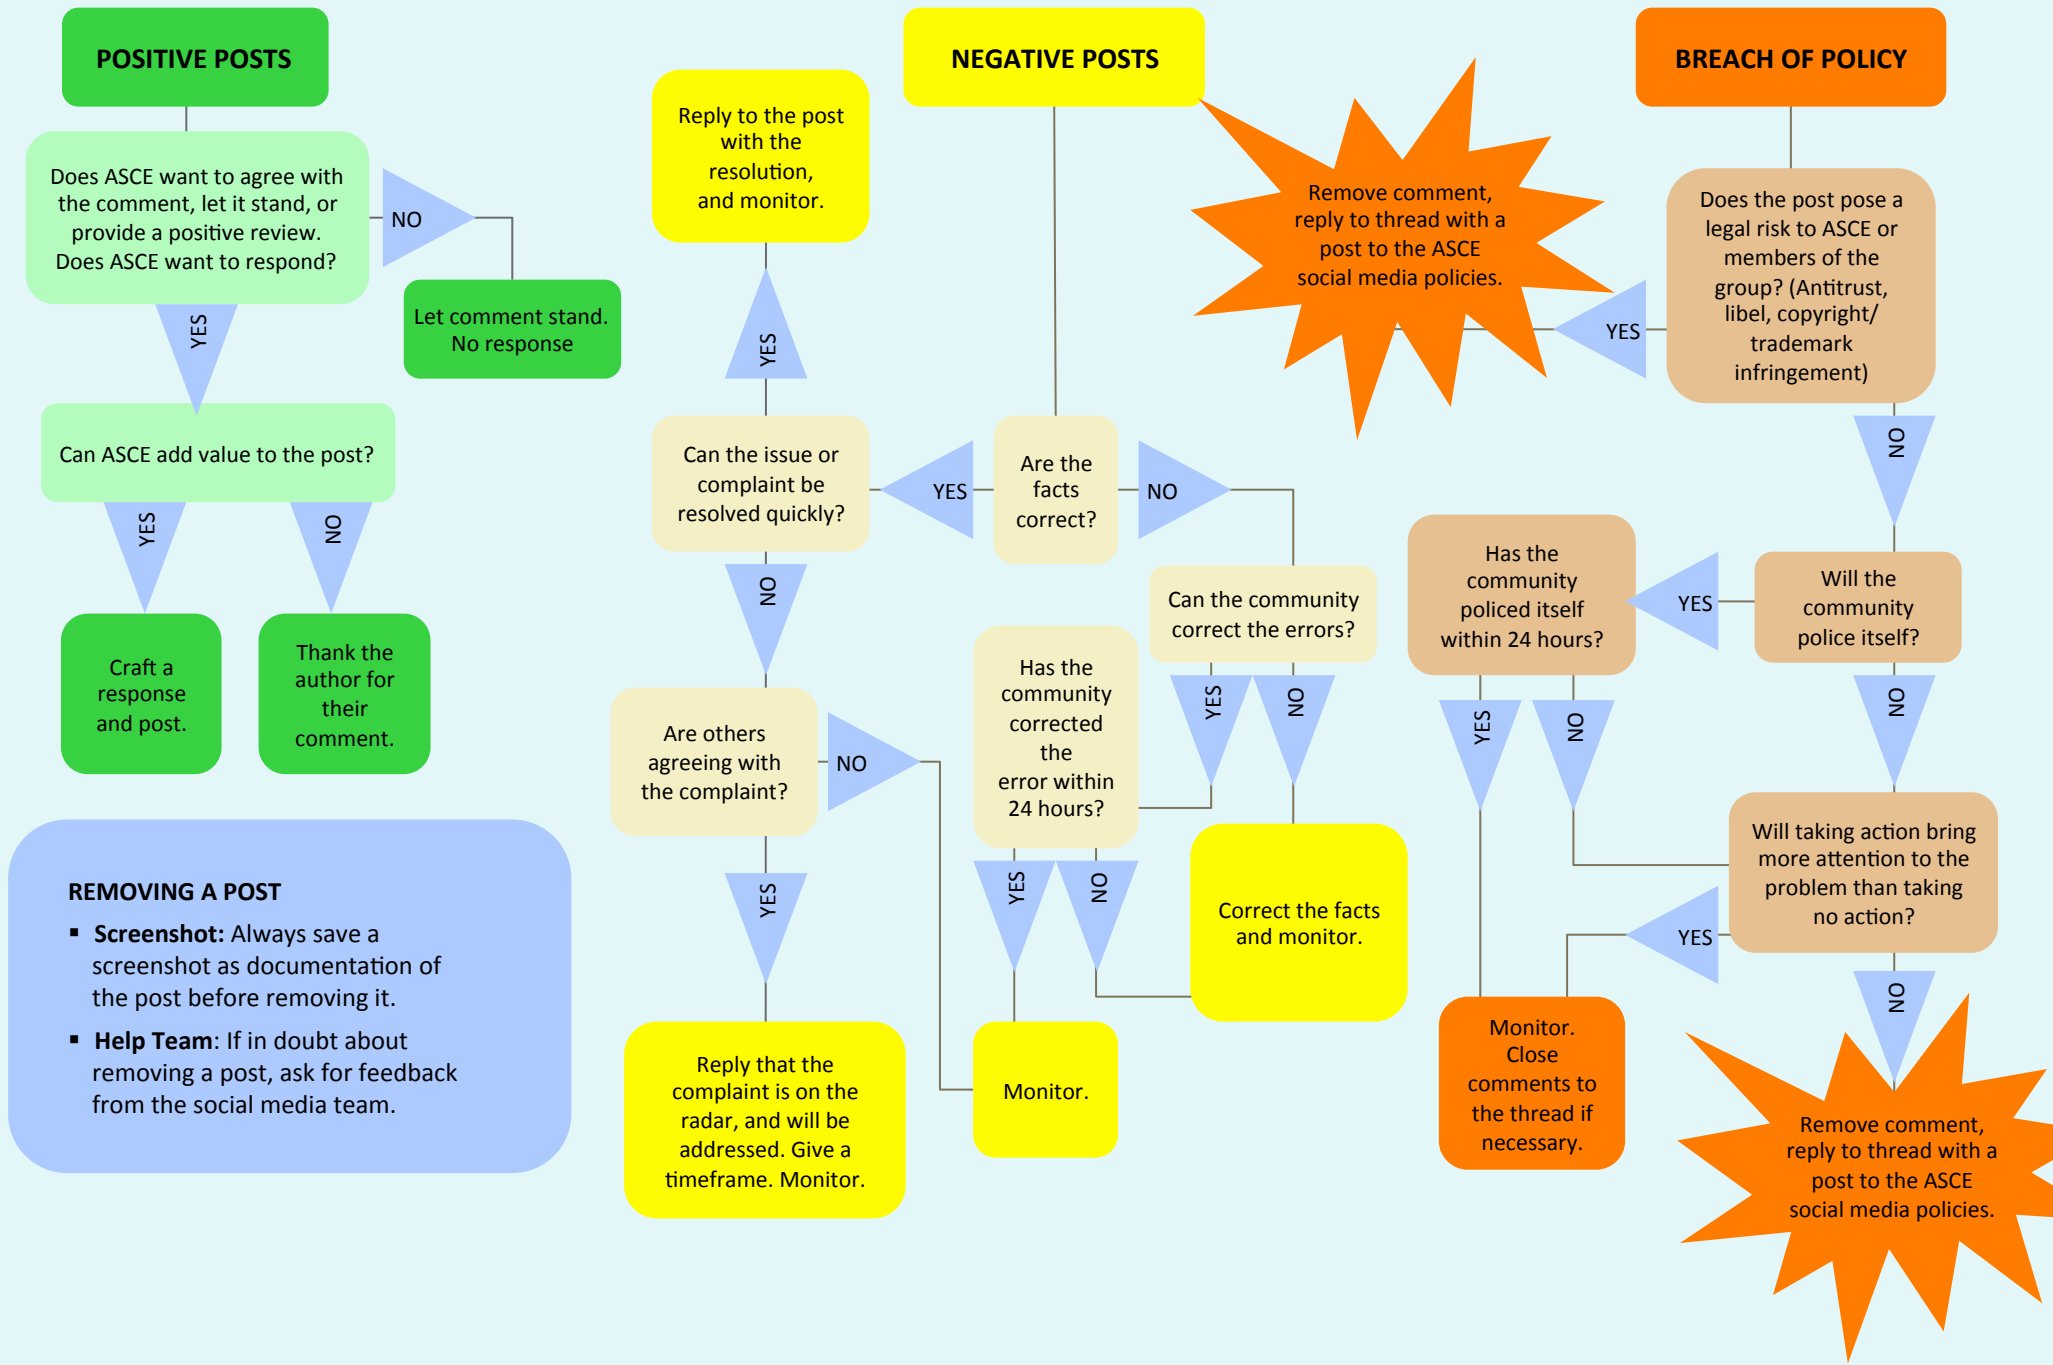 POSITIVE POSTS
Does ASCE want to agree with
the comment, let it stand, or
provide a positive review.
Does ASCE want to respond?
NO
Let comment stand.
No response
YES
Can ASCE add value to the post?
YES
NO
Craft a
response
and post.
Thank the
author for
their
comment.
REMOVING A POST
▪ Screenshot: Always save a
screenshot as documentation of
the post before removing it.
▪ Help Team: If in doubt about
removing a post, ask for feedback
from the social media team.
NEGATIVE POSTS
Are the
facts
correct?
YES
NO
Can the issue or
complaint be
resolved quickly?
YES
Reply to the post
with the
resolution,
and monitor.
NO
Are others
agreeing with
the complaint?
NO
YES
Reply that the
complaint is on the
radar, and will be
addressed. Give a
timeframe. Monitor.
Can the community
correct the errors?
YES
NO
Has the
community
corrected
the
error within
24 hours?
YES
NO
Monitor.
Correct the facts
and monitor.
BREACH OF POLICY
Does the post pose a
legal risk to ASCE or
members of the
group? (Antitrust,
libel, copyright/
trademark
infringement)
YES
Remove comment,
reply to thread with a
post to the ASCE
social media policies.
NO
Will the
community
police itself?
YES
Has the
community
policed itself
within 24 hours?
YES
NO
NO
Will taking action bring
more attention to the
problem than taking
no action?
YES
Monitor.
Close
comments to
the thread if
necessary.
NO
Remove comment,
reply to thread with a
post to the ASCE
social media policies.